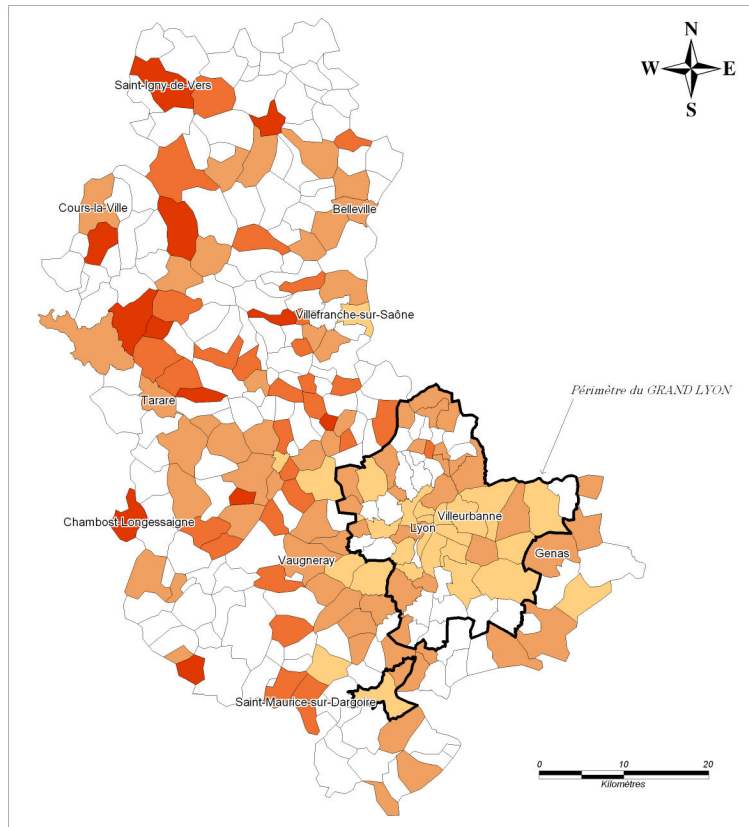 N
W E
S
Saint-Igny-de-Vers
Cours-la-Ville
Belleville
Villefranche-sur-Saône
Périmètre du GRAND LYON
Tarare
Chambost-Longessaigne
Villeurbanne
Lyon
Vaugneray
Genas
Saint-Maurice-sur-Dargoire
0 10 20
Kilomètres